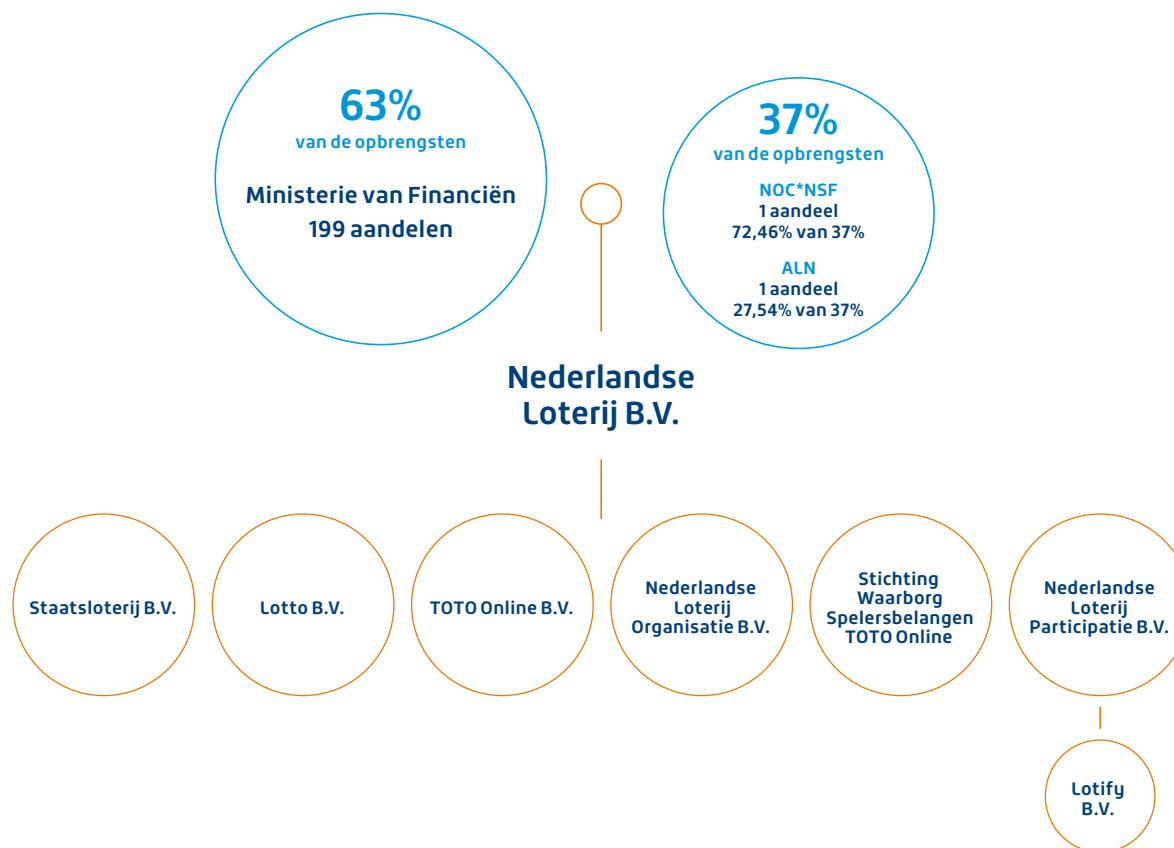 63%
van de opbrengsten
Ministerie van Financiën
199 aandelen
37%
van de opbrengsten
NOC*NSF
1 aandeel
72,46% van 37%
ALN
1 aandeel
27,54% van 37%
Nederlandse
Loterij B.V.
Staatsloterij B.V.
Lotto B.V.
TOTO Online B.V.
Nederlandse
Loterij
Organisatie B.V.
Stichting
Waarborg
Spelersbelangen
TOTO Online
Nederlandse
Loterij
Participatie B.V.
Lotify
B.V.